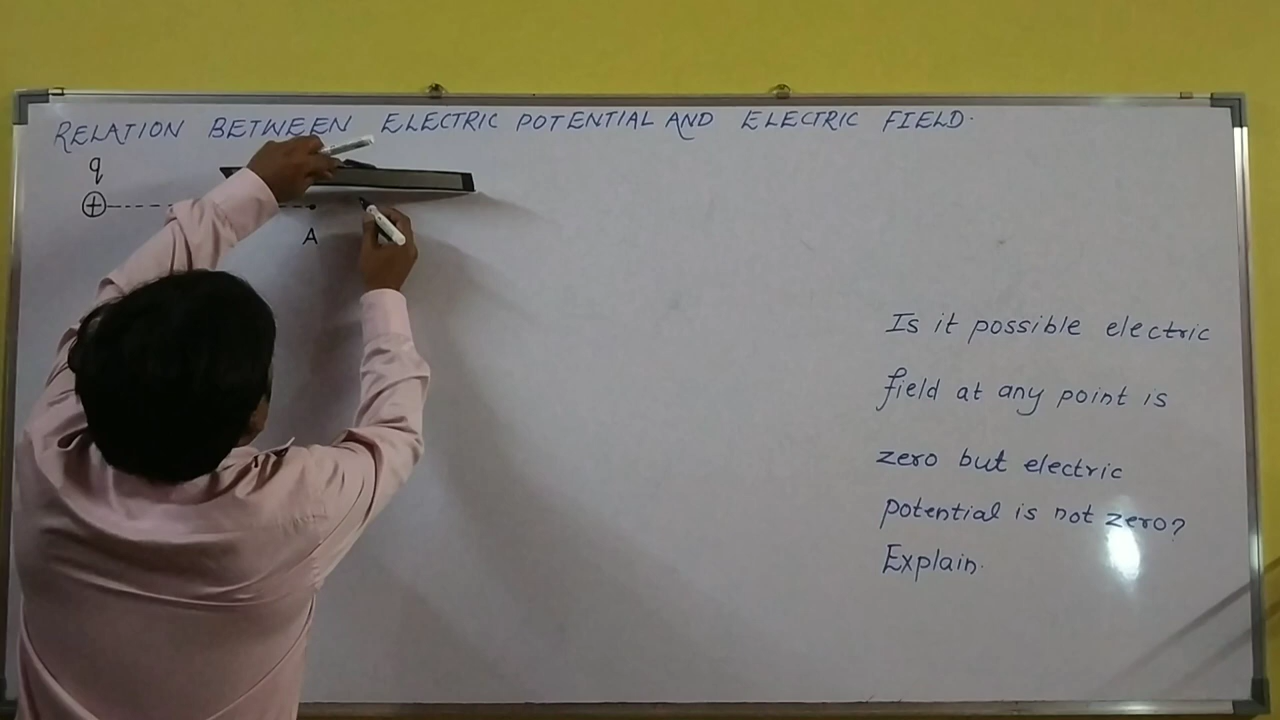 RELATION BETWEEN ELECTRIC POTENTIAL AND ELECTRIC FIELD.
q
+
A
Is it possible electric
field at any point is
zero but electric
potential is not zero?
Explain.